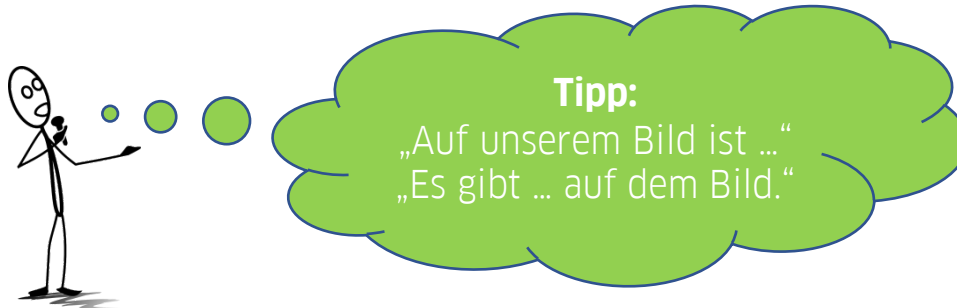 Tipp:
„Auf unserem Bild ist …“
„Es gibt … auf dem Bild.“